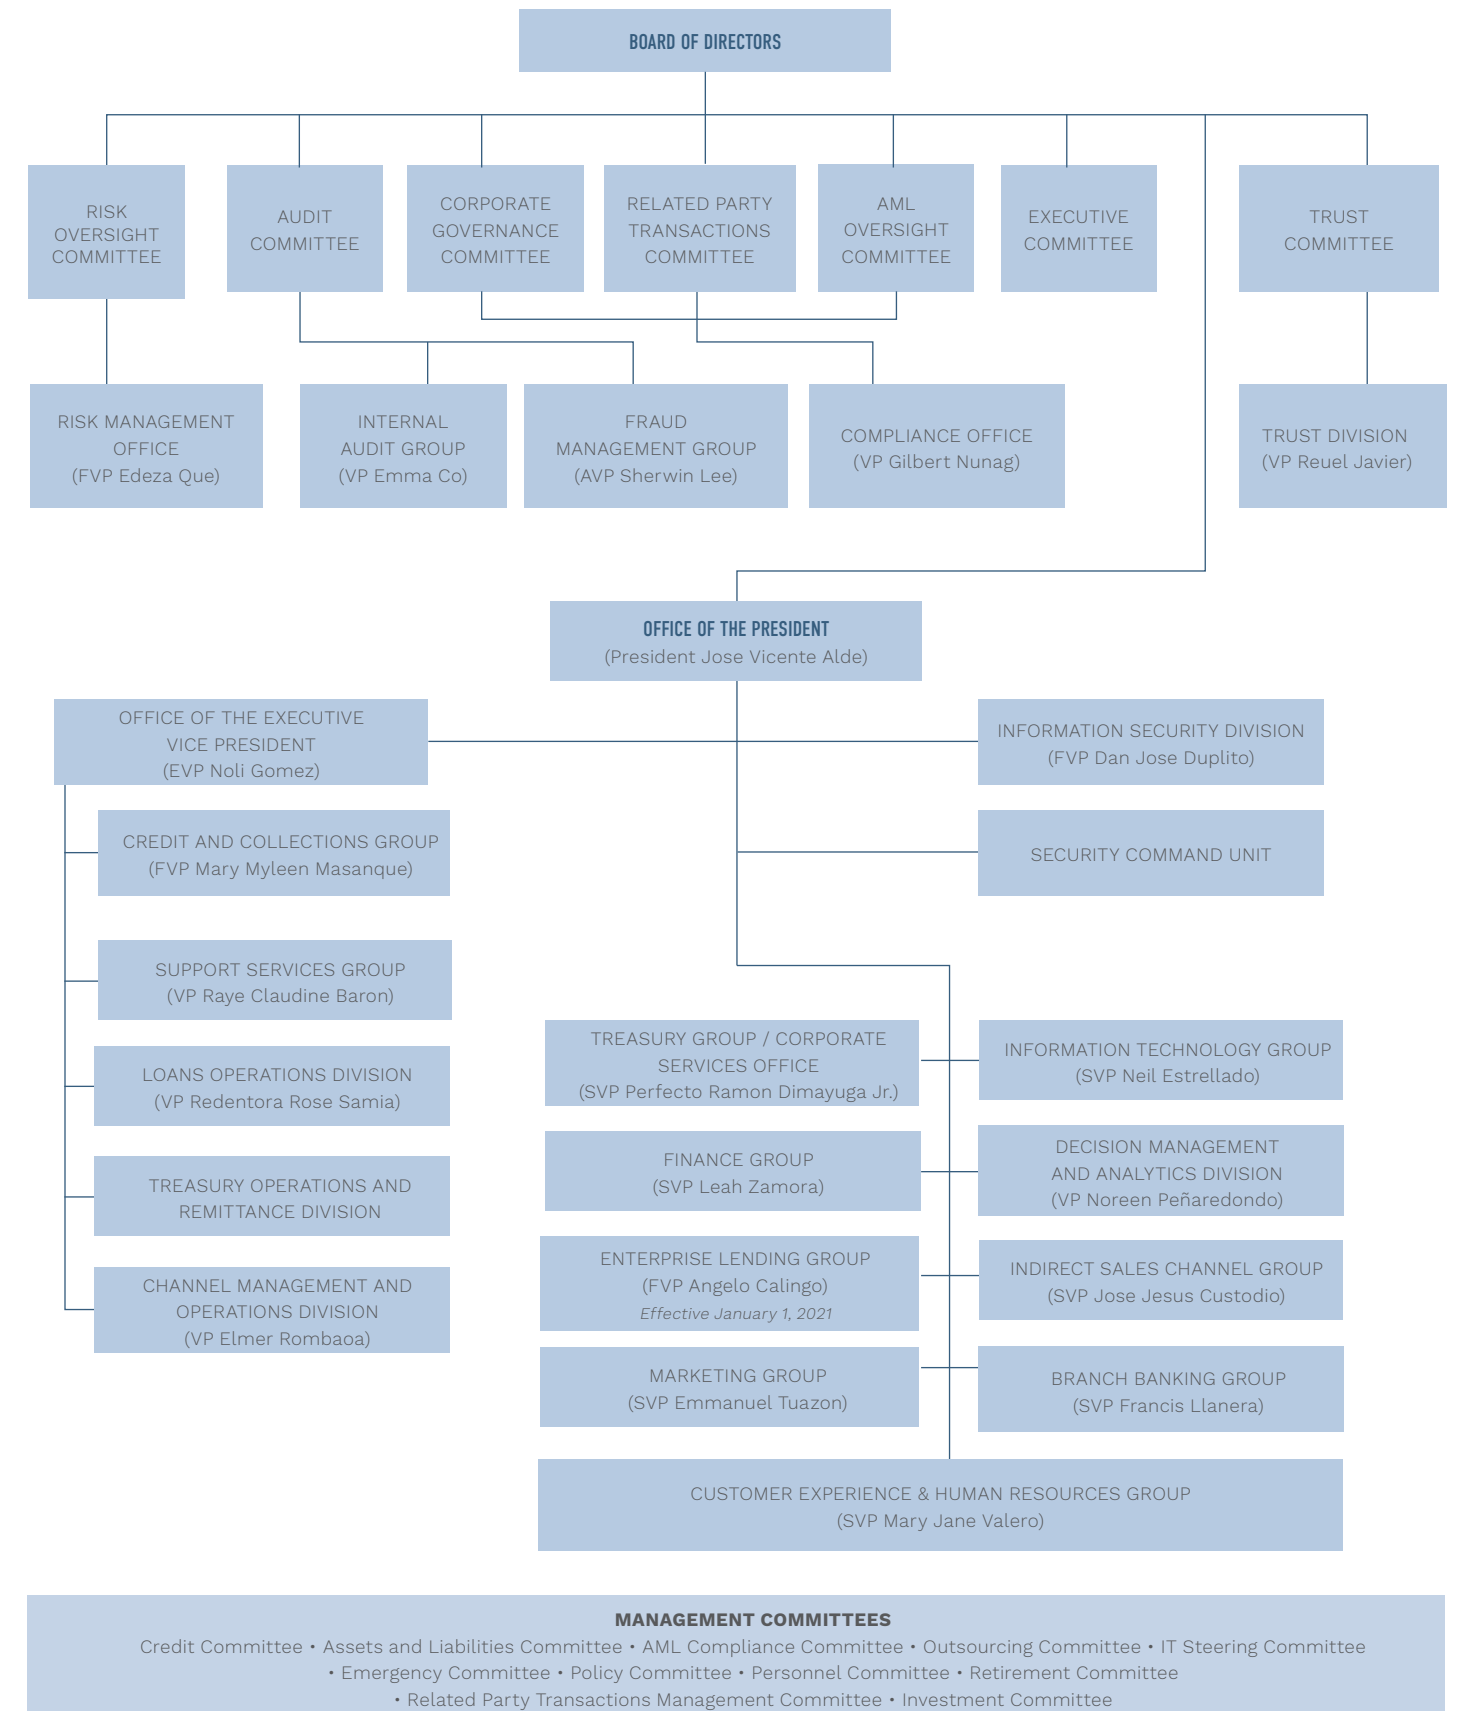 BOARD OF DIRECTORS
RISK
OVERSIGHT
COMMITTEE
AUDIT
COMMITTEE
CORPORATE
GOVERNANCE
COMMITTEE
RELATED PARTY
TRANSACTIONS
COMMITTEE
AML
OVERSIGHT
COMMITTEE
EXECUTIVE
COMMITTEE
TRUST
COMMITTEE
RISK MANAGEMENT
OFFICE
(FVP Edeza Que)
INTERNAL
AUDIT GROUP
(VP Emma Co)
FRAUD
MANAGEMENT GROUP
(AVP Sherwin Lee)
COMPLIANCE OFFICE
(VP Gilbert Nunag)
TRUST DIVISION
(VP Reuel Javier)
OFFICE OF THE PRESIDENT
(President Jose Vicente Alde)
OFFICE OF THE EXECUTIVE
VICE PRESIDENT
(EVP Noli Gomez)
INFORMATION SECURITY DIVISION
(FVP Dan Jose Duplito)
CREDIT AND COLLECTIONS GROUP
(FVP Mary Myleen Masanque)
SECURITY COMMAND UNIT
SUPPORT SERVICES GROUP
(VP Raye Claudine Baron)
LOANS OPERATIONS DIVISION
(VP Redentora Rose Samia)
TREASURY OPERATIONS AND
REMITTANCE DIVISION
CHANNEL MANAGEMENT AND
OPERATIONS DIVISION
(VP Elmer Rombaoa)
TREASURY GROUP / CORPORATE
SERVICES OFFICE
(SVP Perfecto Ramon Dimayuga Jr.)
INFORMATION TECHNOLOGY GROUP
(SVP Neil Estrellado)
FINANCE GROUP
(SVP Leah Zamora)
DECISION MANAGEMENT
AND ANALYTICS DIVISION
(VP Noreen Peñaredondo)
ENTERPRISE LENDING GROUP
(FVP Angelo Calingo)
Effective January 1, 2021
INDIRECT SALES CHANNEL GROUP
(SVP Jose Jesus Custodio)
MARKETING GROUP
(SVP Emmanuel Tuazon)
BRANCH BANKING GROUP
(SVP Francis Llanera)
CUSTOMER EXPERIENCE & HUMAN RESOURCES GROUP
(SVP Mary Jane Valero)
MANAGEMENT COMMITTEES
Credit Committee • Assets and Liabilities Committee • AML Compliance Committee • Outsourcing Committee • IT Steering Committee
• Emergency Committee • Policy Committee • Personnel Committee • Retirement Committee
• Related Party Transactions Management Committee • Investment Committee